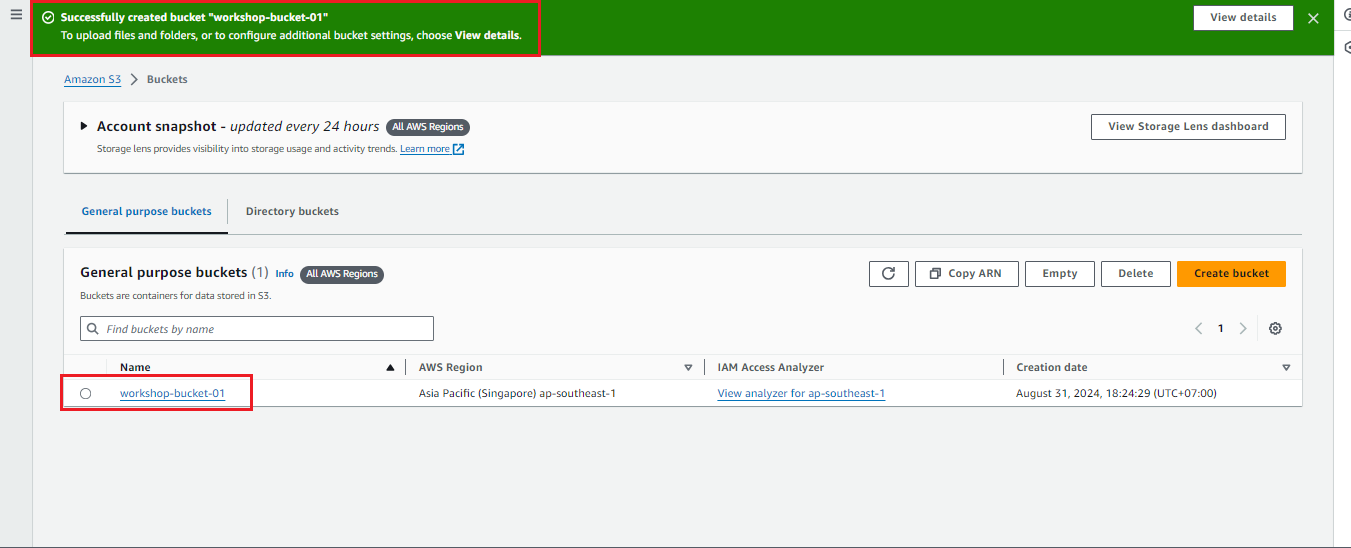 Successfully created bucket "workshop-bucket-01"
To upload files and folders, or to configure additional bucket settings, choose View details.
View details
Amazon S3 > Buckets
Account snapshot - updated every 24 hours All AWS Regions
View Storage Lens dashboard
Storage lens provides visibility into storage usage and activity trends. Learn more
General purpose buckets
Directory buckets
General purpose buckets (1) Info All AWS Regions
Copy ARN
Empty
Delete
Create bucket
Buckets are containers for data stored in S3.
Find buckets by name
1
Name AWS Region IAM Access Analyzer Creation date
workshop-bucket-01 Asia Pacific (Singapore) ap-southeast-1 View analyzer for ap-southeast-1 August 31, 2024, 18:24:29 (UTC+07:00)